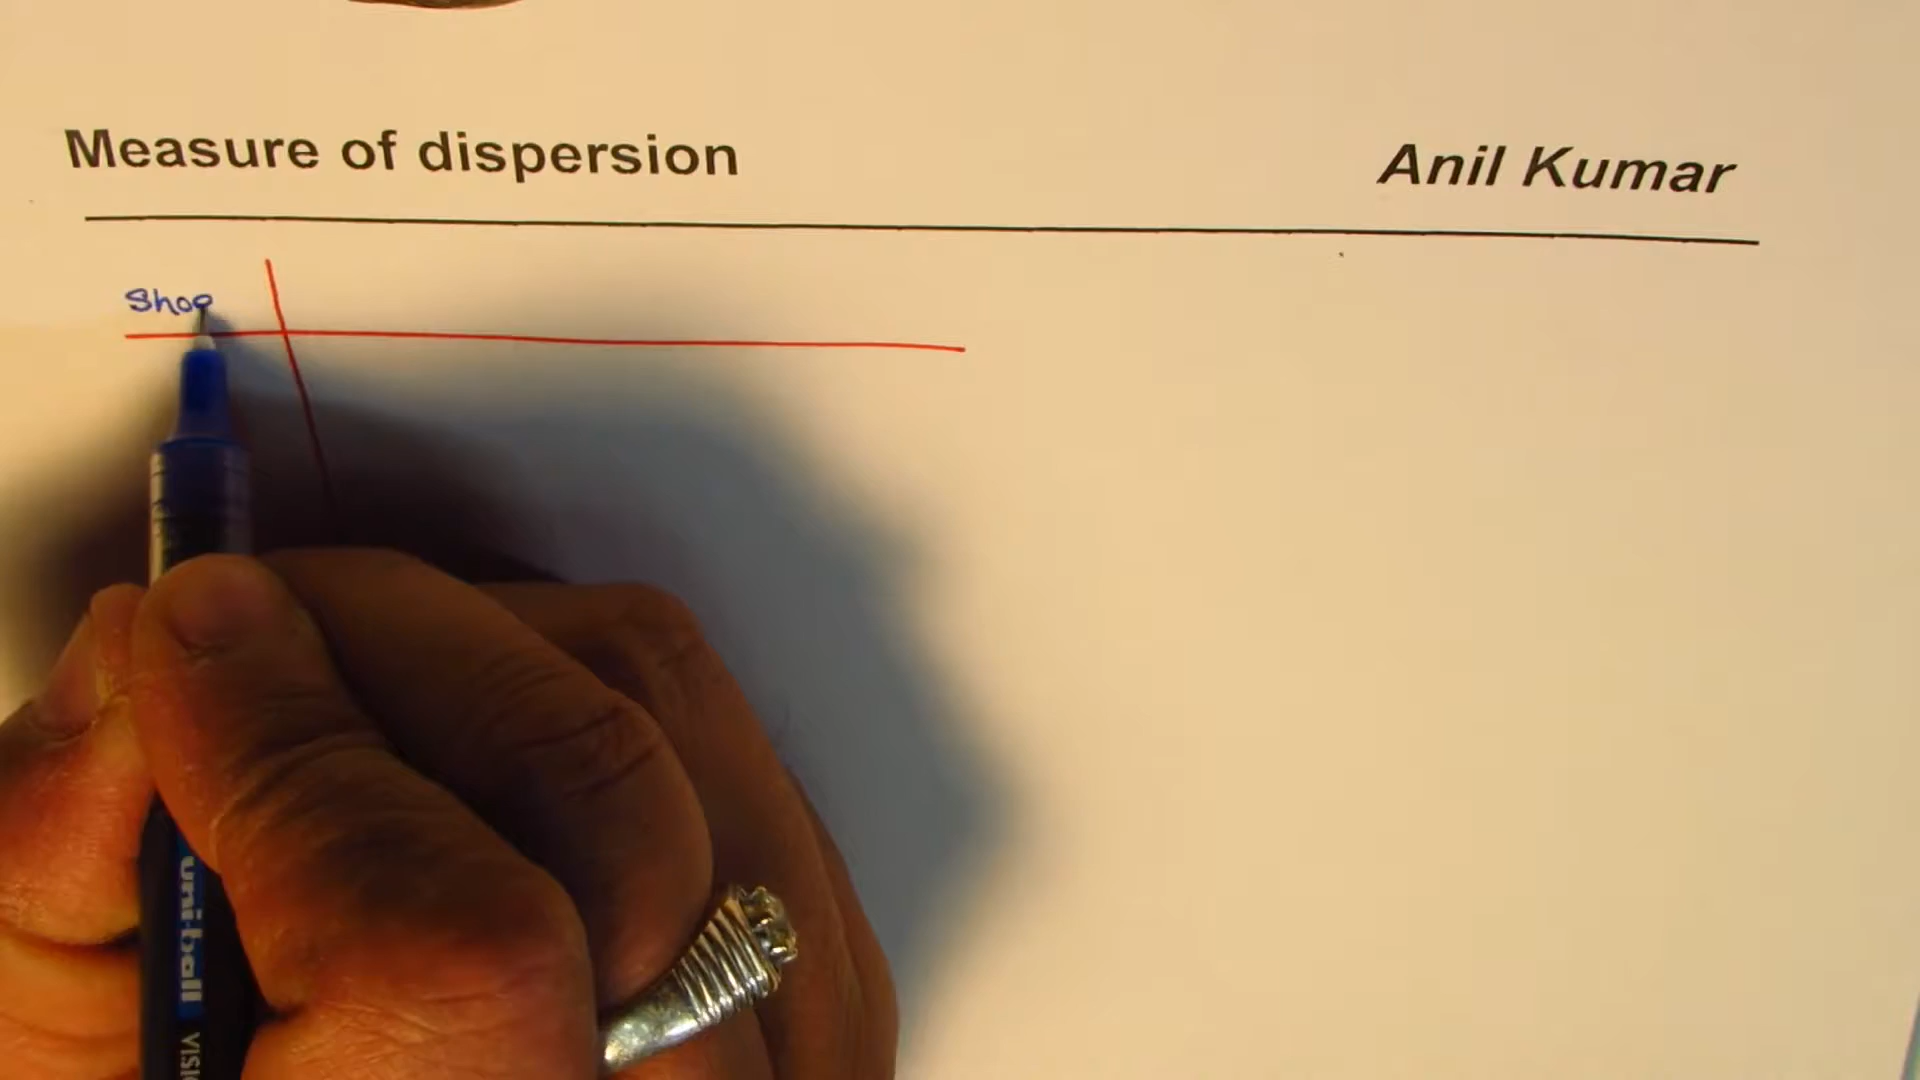 Measure of dispersion
Anil Kumar
Shop
uni-ball